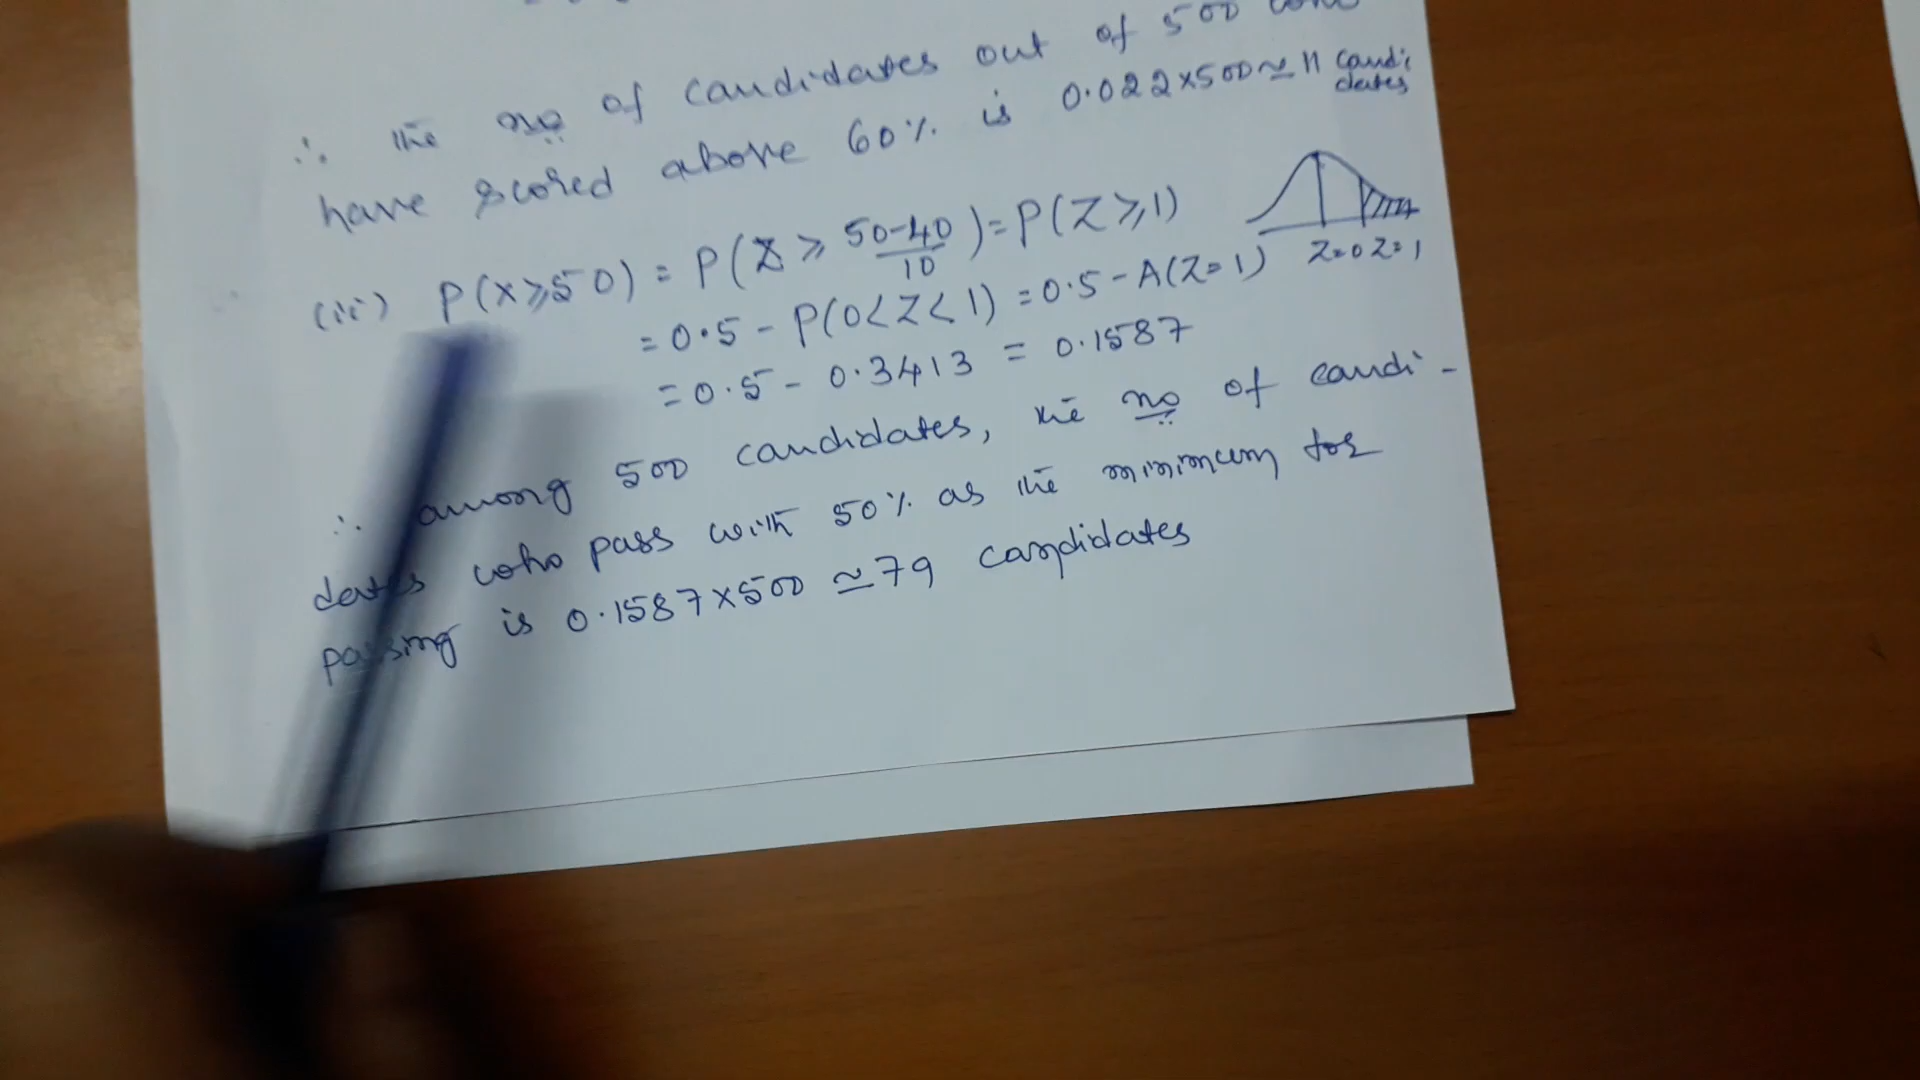 ∴ the no of candidates out of 500 who
have scored above 60% is 0.022×500≃11 candi
dates
(ii) P(X≥50) = P(Z ≥ (50-40)/10) = P(Z≥1)
= 0.5 - P(0<Z<1) = 0.5 - A(Z=1)
Z=0 Z=1
= 0.5 - 0.3413 = 0.1587
∴ among 500 candidates, the no of candi-
dates who pass with 50% as the minimum for
passing is 0.1587×500 ≃79 candidates